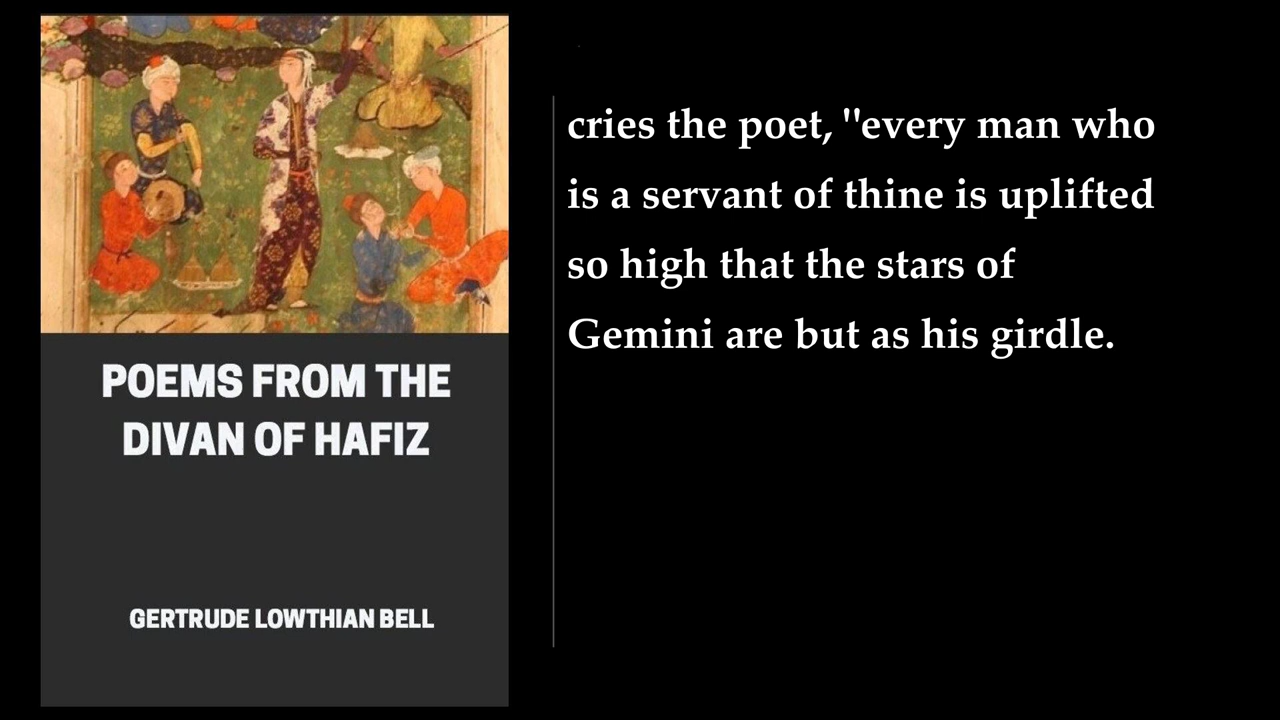 POEMS FROM THE
DIVAN OF HAFIZ
GERTRUDE LOWTHIAN BELL
cries the poet, "every man who
is a servant of thine is uplifted
so high that the stars of
Gemini are but as his girdle.